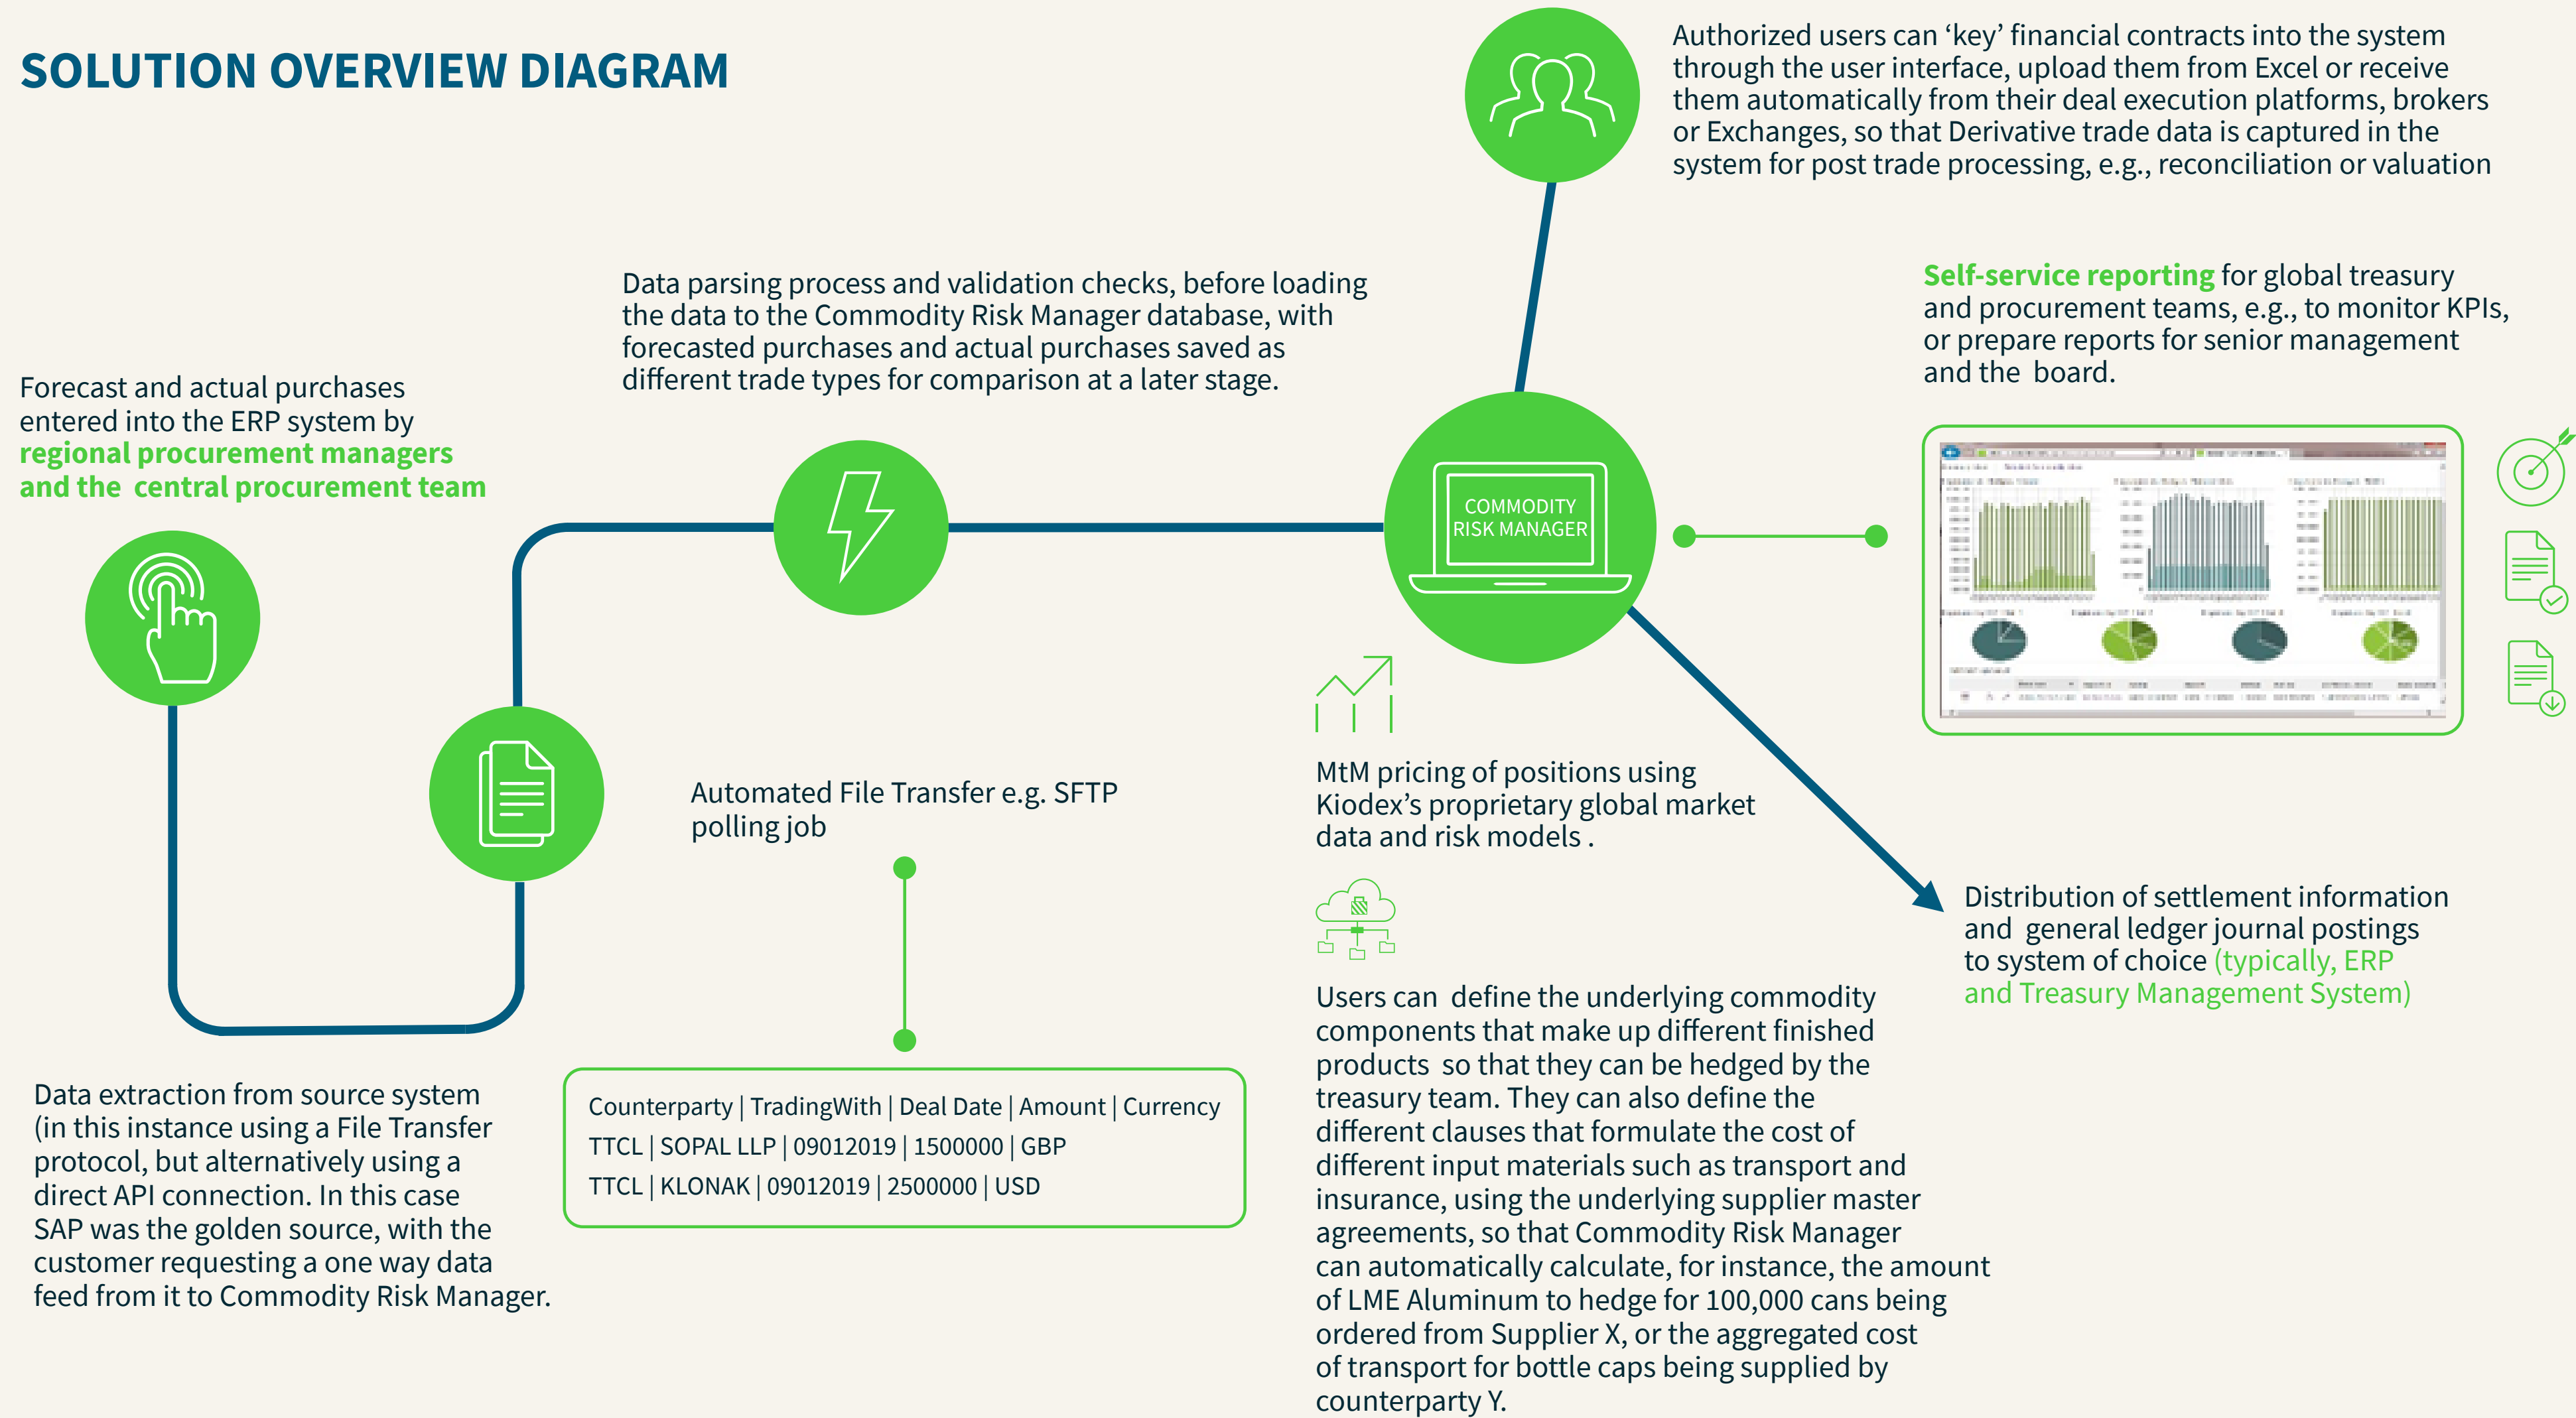 SOLUTION OVERVIEW DIAGRAM
Authorized users can ‘key’ financial contracts into the system
through the user interface, upload them from Excel or receive
them automatically from their deal execution platforms, brokers
or Exchanges, so that Derivative trade data is captured in the
system for post trade processing, e.g., reconciliation or valuation
Data parsing process and validation checks, before loading
the data to the Commodity Risk Manager database, with
forecasted purchases and actual purchases saved as
different trade types for comparison at a later stage.
Self-service reporting for global treasury
and procurement teams, e.g., to monitor KPIs,
or prepare reports for senior management
and the board.
Forecast and actual purchases
entered into the ERP system by
regional procurement managers
and the central procurement team
COMMODITY
RISK MANAGER
Automated File Transfer e.g. SFTP
polling job
MtM pricing of positions using
Kiodex’s proprietary global market
data and risk models .
Distribution of settlement information
and general ledger journal postings
to system of choice (typically, ERP
and Treasury Management System)
Data extraction from source system
(in this instance using a File Transfer
protocol, but alternatively using a
direct API connection. In this case
SAP was the golden source, with the
customer requesting a one way data
feed from it to Commodity Risk Manager.
Counterparty | TradingWith | Deal Date | Amount | Currency
TTCL | SOPAL LLP | 09012019 | 1500000 | GBP
TTCL | KLONAK | 09012019 | 2500000 | USD
Users can define the underlying commodity
components that make up different finished
products so that they can be hedged by the
treasury team. They can also define the
different clauses that formulate the cost of
different input materials such as transport and
insurance, using the underlying supplier master
agreements, so that Commodity Risk Manager
can automatically calculate, for instance, the amount
of LME Aluminum to hedge for 100,000 cans being
ordered from Supplier X, or the aggregated cost
of transport for bottle caps being supplied by
counterparty Y.